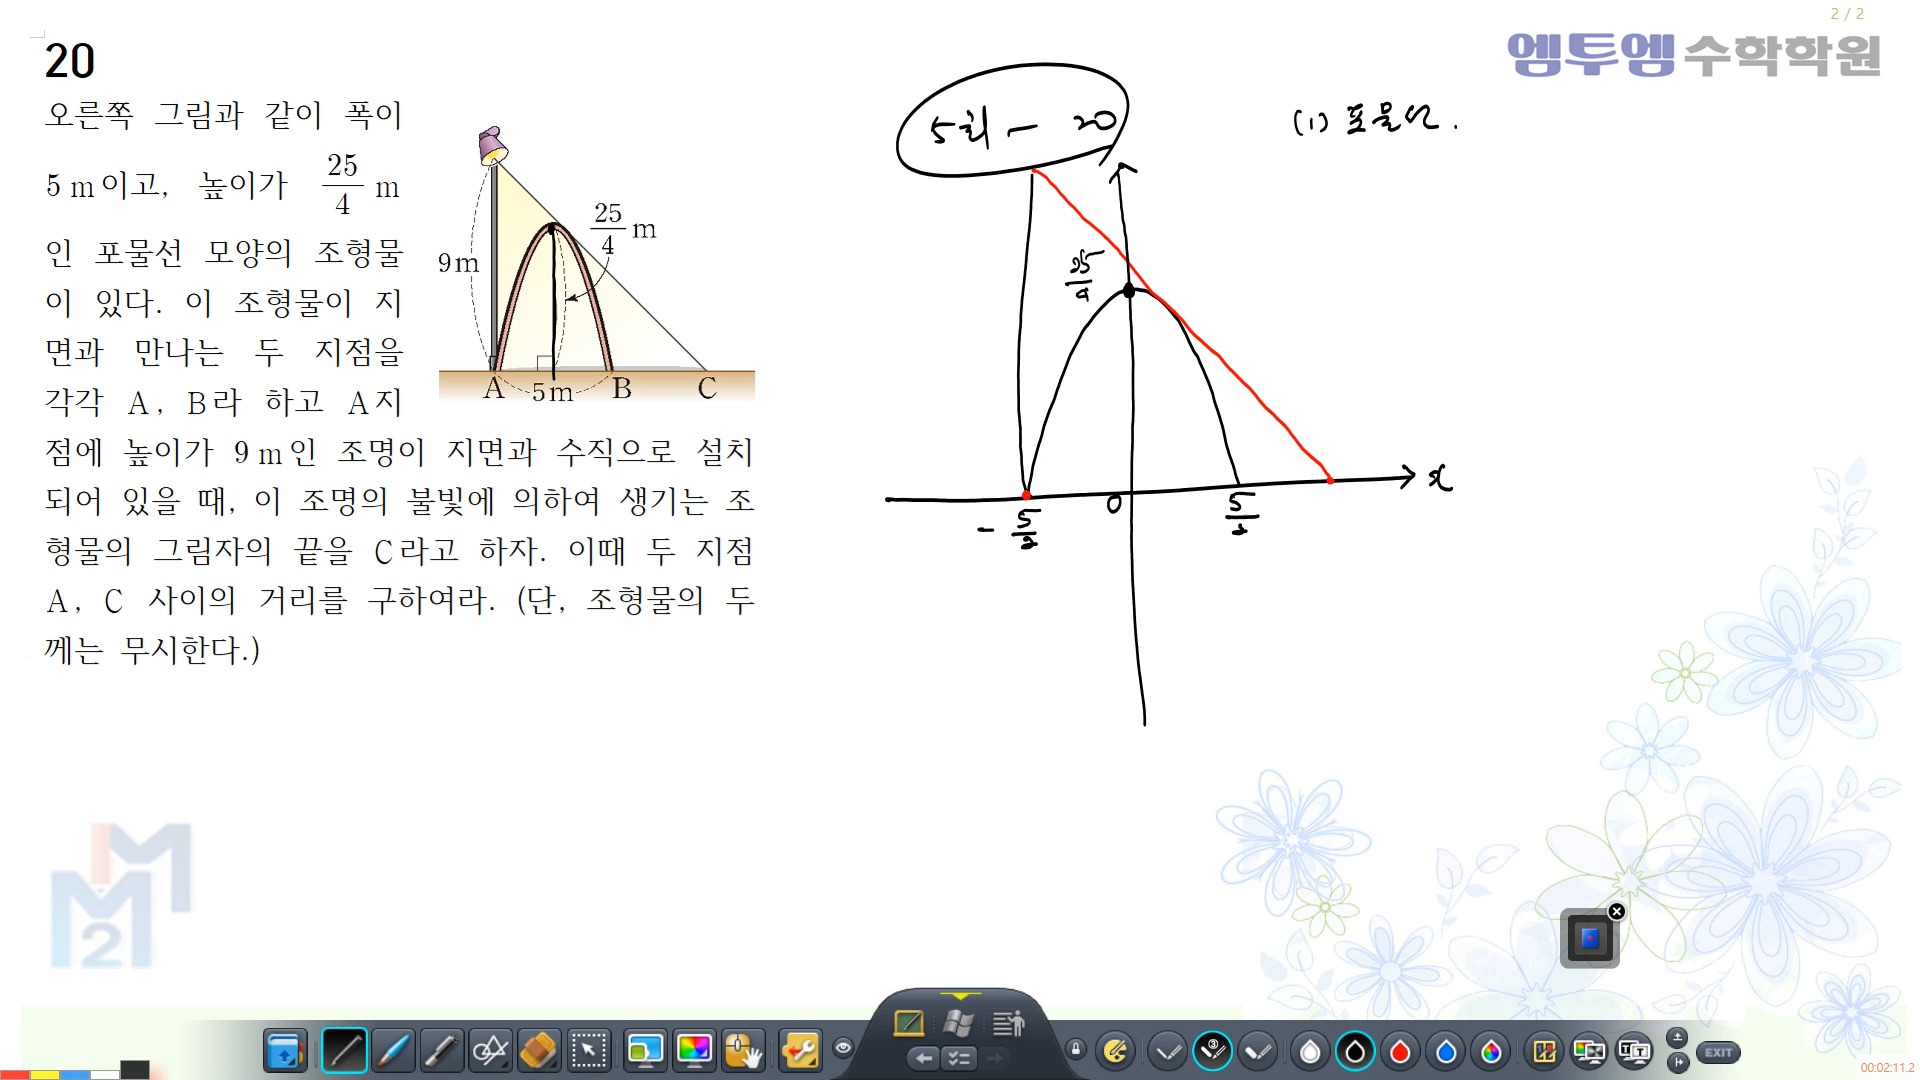 2 / 2
엠투엠수학학원
20
오른쪽 그림과 같이 폭이
5 m이고, 높이가 25/4 m
인 포물선 모양의 조형물
이 있다. 이 조형물이 지
면과 만나는 두 지점을
각각 A, B라 하고 A지
점에 높이가 9 m인 조명이 지면과 수직으로 설치
되어 있을 때, 이 조명의 불빛에 의하여 생기는 조
형물의 그림자의 끝을 C라고 하자. 이때 두 지점
A, C 사이의 거리를 구하여라. (단, 조형물의 두
께는 무시한다.)
25/4 m
9 m
A 5 m B C
5회 - 20
(1) 포물선.
25/4
x
-5/2 0 5/2
M M 2
EXIT
00:02:11.2